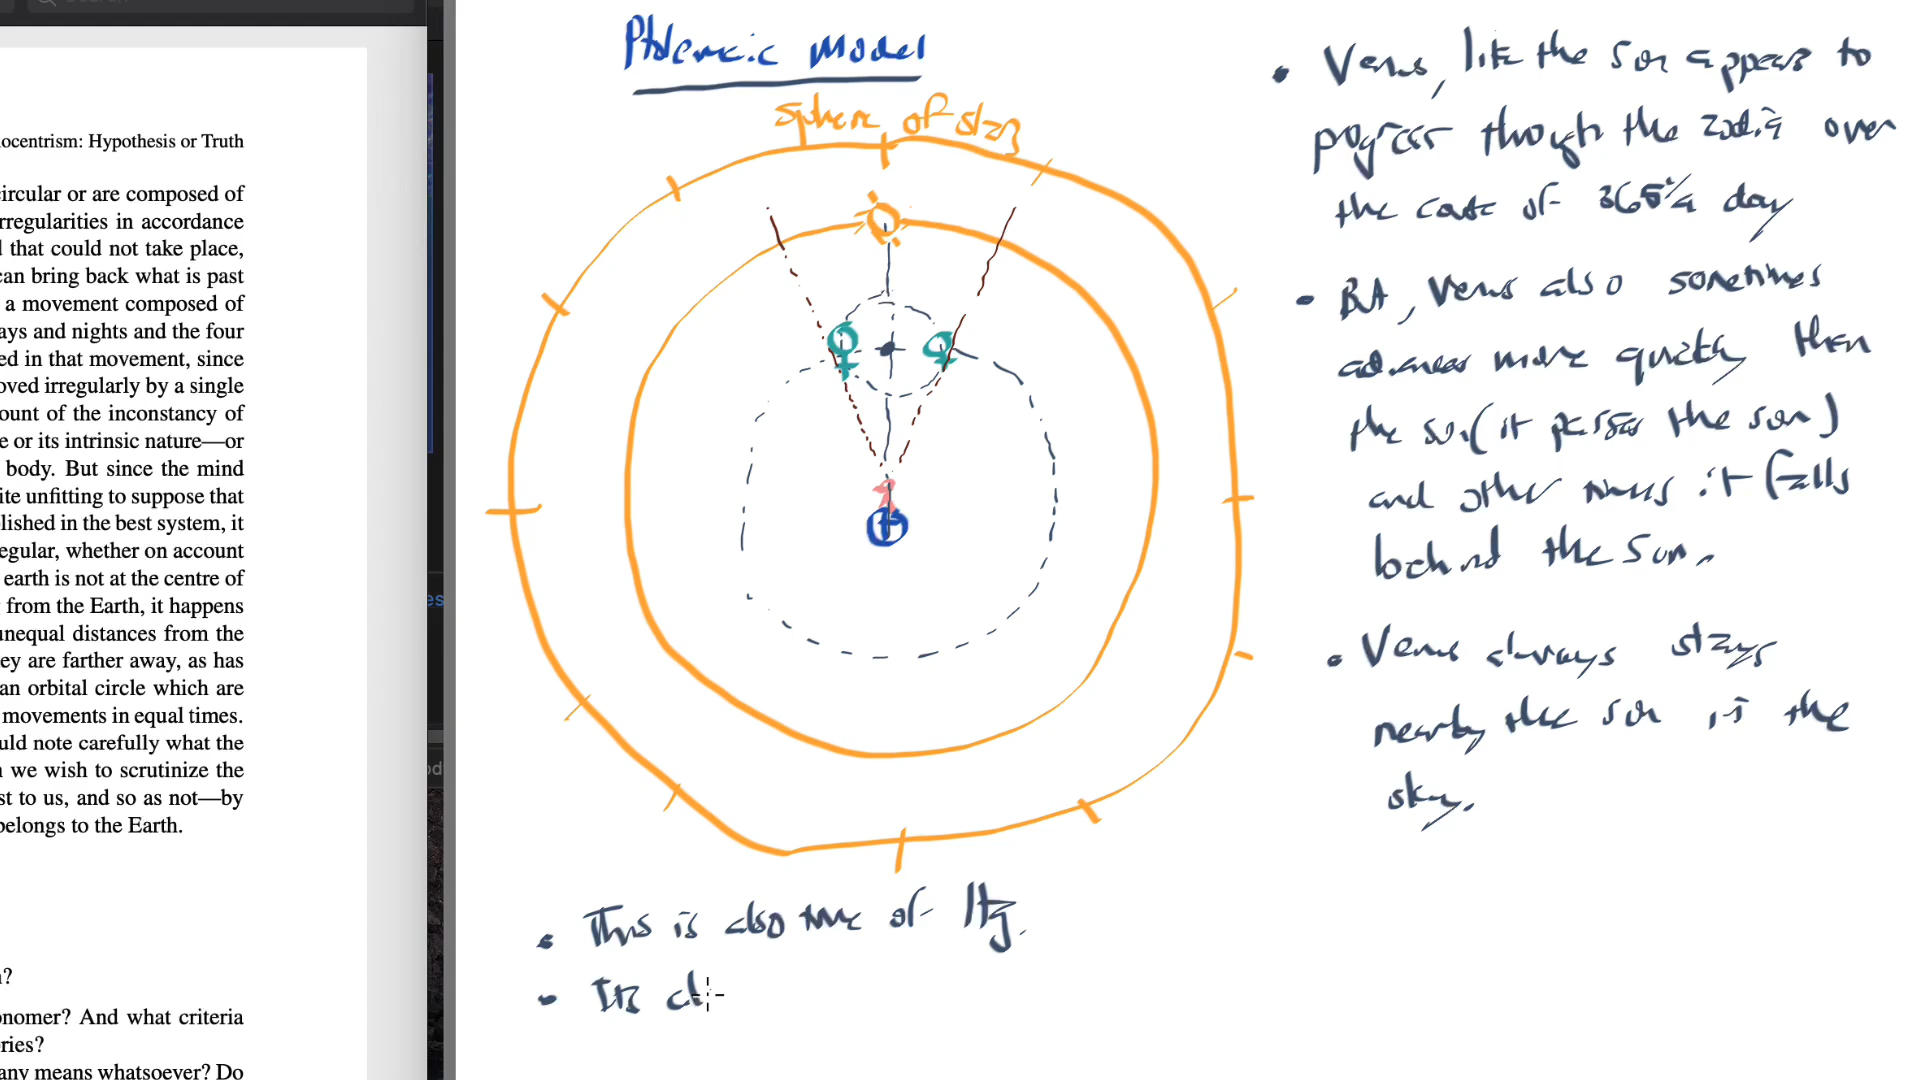 ocentrism: Hypothesis or Truth
ircular or are composed of
rregularities in accordance
that could not take place,
can bring back what is past
a movement composed of
ays and nights and the four
ed in that movement, since
oved irregularly by a single
ount of the inconstancy of
e or its intrinsic nature—or
body. But since the mind
ite unfitting to suppose that
lished in the best system, it
egular, whether on account
earth is not at the centre of
from the Earth, it happens
unequal distances from the
ey are farther away, as has
an orbital circle which are
movements in equal times.
uld note carefully what the
we wish to scrutinize the
st to us, and so as not—by
belongs to the Earth.
?
onomer? And what criteria
ries?
any means whatsoever? Do
es
od
Ptolemaic Model
sphere of stars
• Venus, like the sun appears to
progress through the zodia over
the course of 365 1/4 day
• But, Venus also sometimes
advances more quickly then
the sun (it passes the sun)
and other times it falls
behind the sun.
• Venus always stays
nearby the sun in the
sky.
• This is also true of
• Its